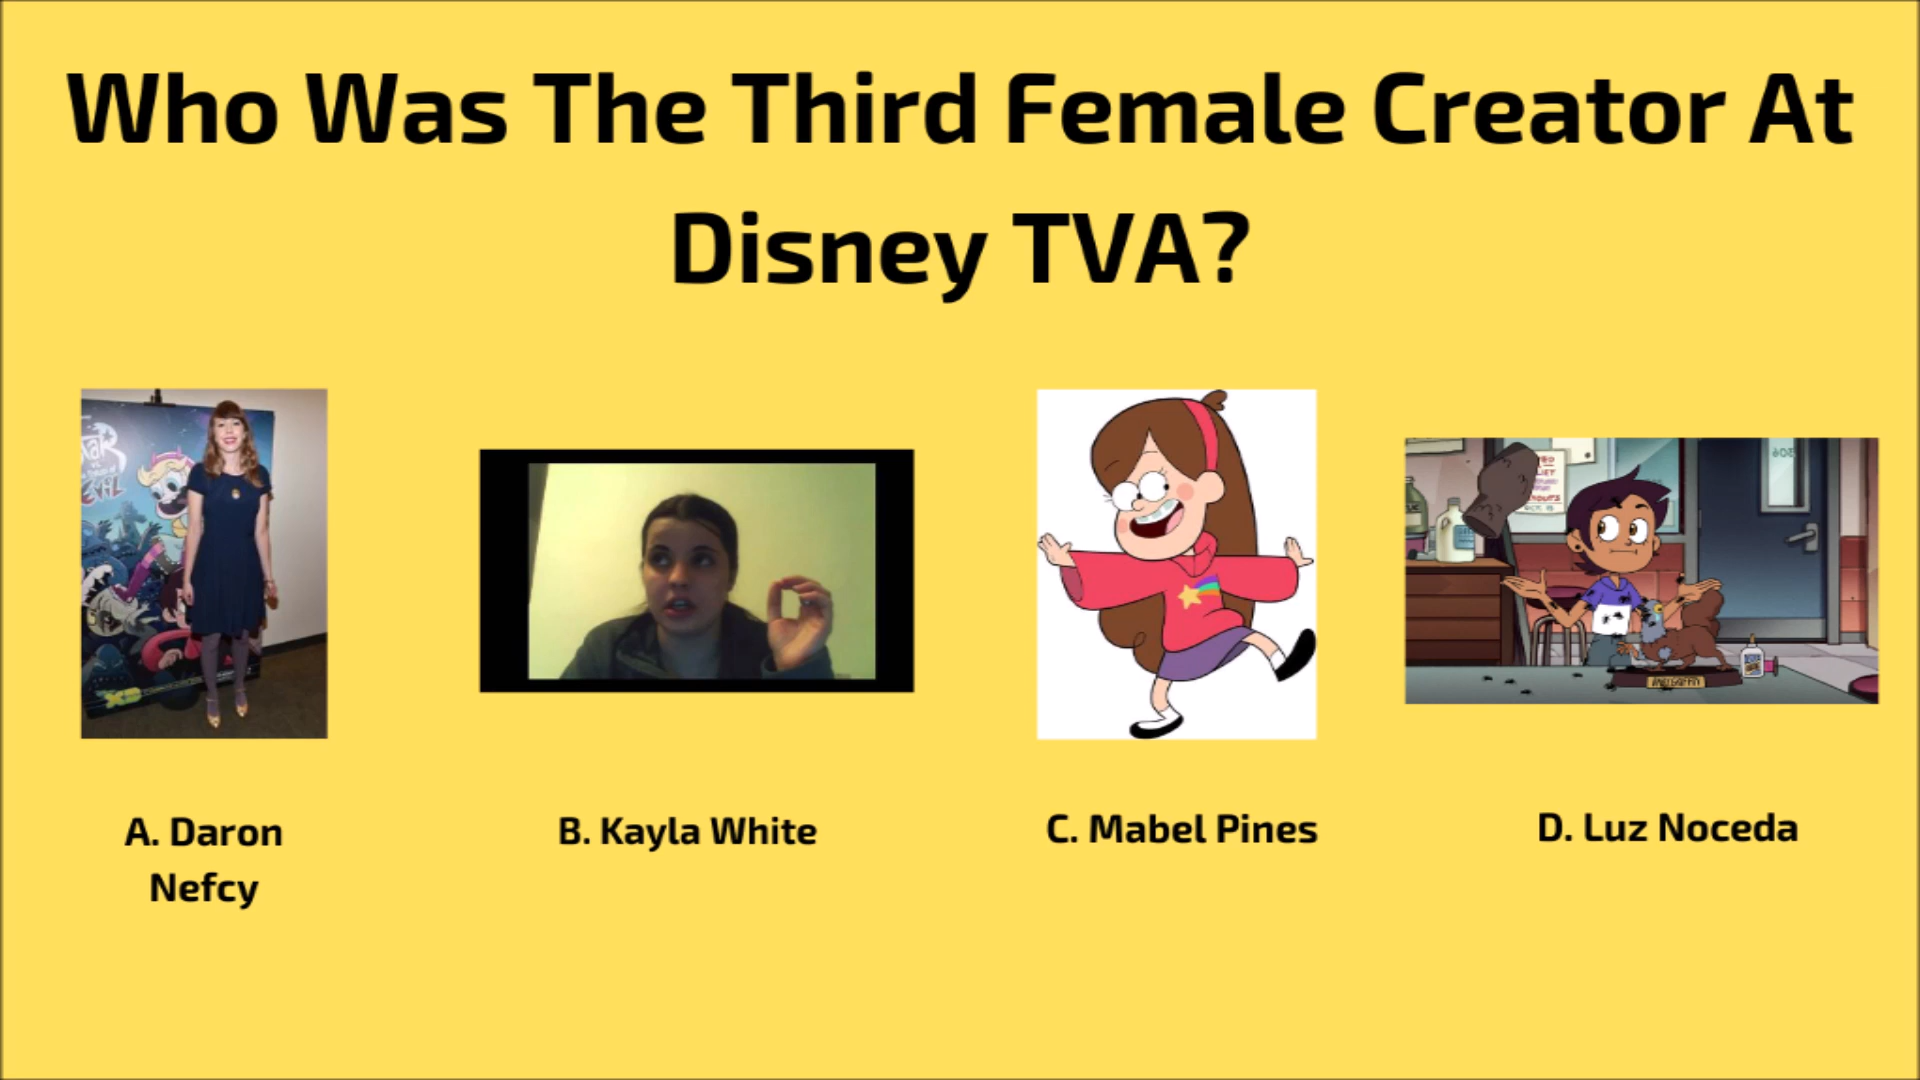 Who Was The Third Female Creator At
Disney TVA?
A. Daron
Nefcy
B. Kayla White
C. Mabel Pines
D. Luz Noceda